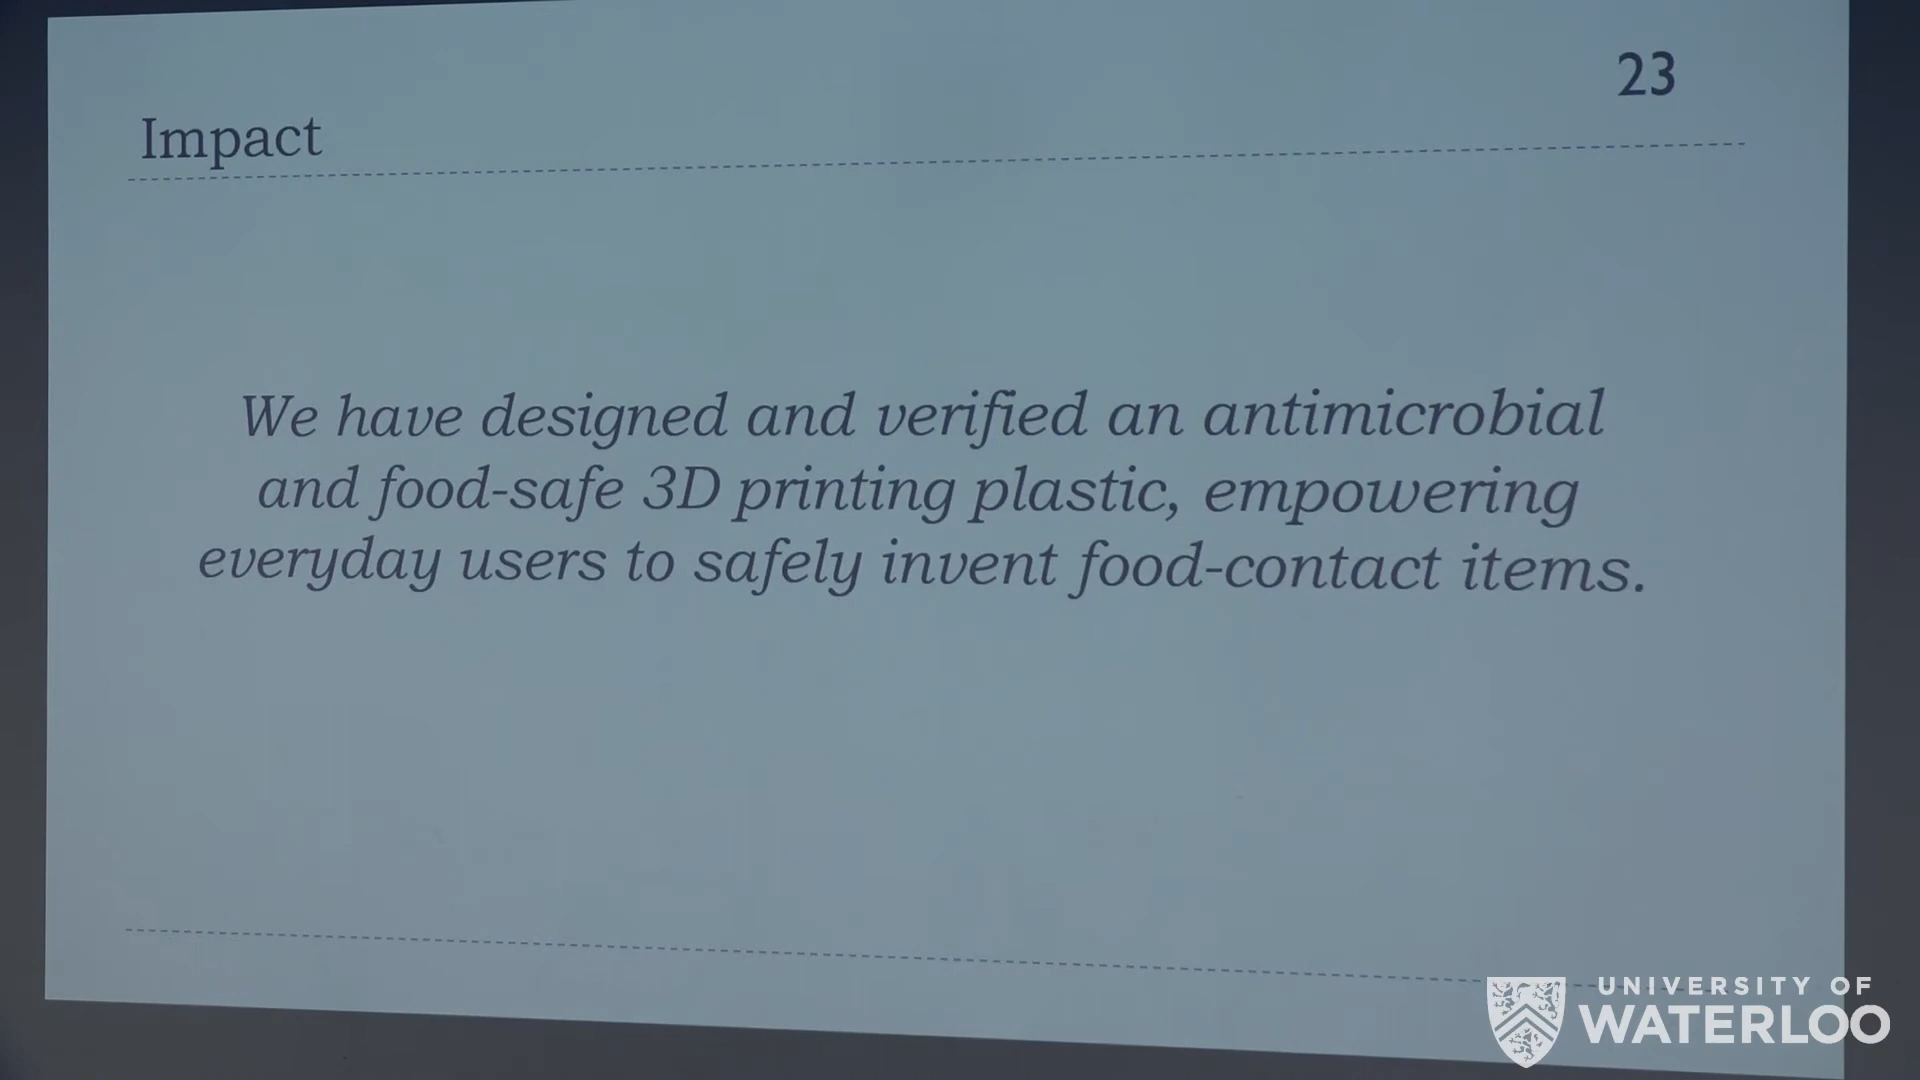 23
Impact
We have designed and verified an antimicrobial
and food-safe 3D printing plastic, empowering
everyday users to safely invent food-contact items.
UNIVERSITY OF
WATERLOO